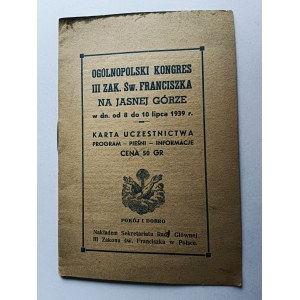 OGÓLNOPOLSKI KONGRES
III ZAK. ŚW. FRANCISZKA
NA JASNEJ GÓRZE
w dn. od 8 do 10 lipca 1939 r.
KARTA UCZESTNICTWA
PROGRAM - PIEŚNI - INFORMACJE
CENA 50 GR
POKÓJ I DOBRO
Nakładem Sekretariatu Rady Głównej
III Zakonu św. Franciszka w Polsce.